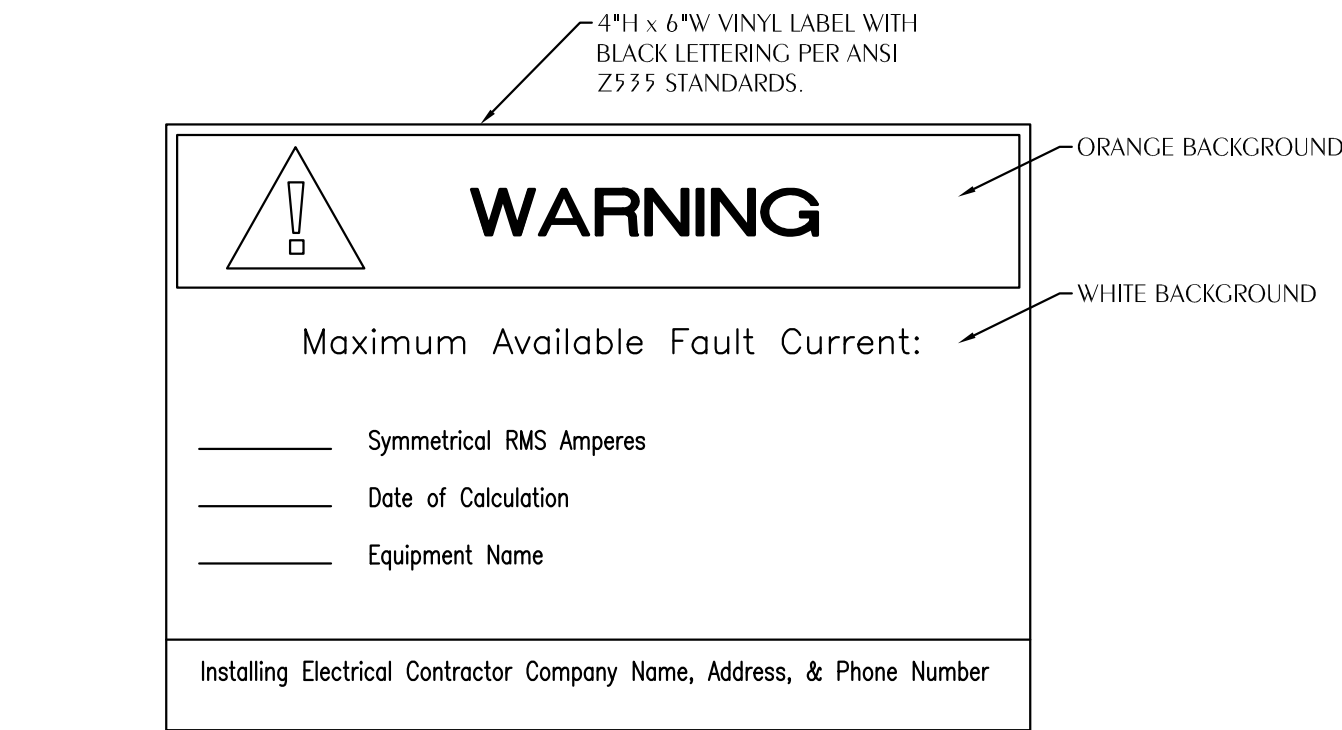 4"H x 6"W VINYL LABEL WITH
BLACK LETTERING PER ANSI
Z535 STANDARDS.
ORANGE BACKGROUND
WARNING
WHITE BACKGROUND
Maximum Available Fault Current:
Symmetrical RMS Amperes
Date of Calculation
Equipment Name
Installing Electrical Contractor Company Name, Address, & Phone Number